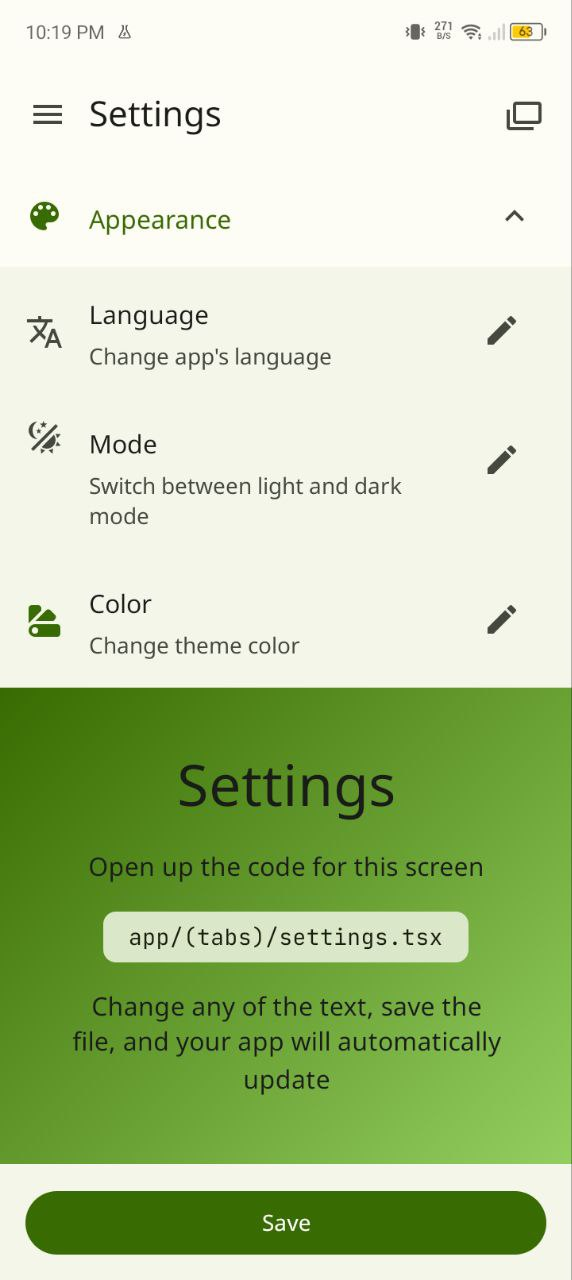 10:19 PM
271
B/S
63
Settings
Appearance
Language
Change app's language
Mode
Switch between light and dark
mode
Color
Change theme color
Settings
Open up the code for this screen
app/(tabs)/settings.tsx
Change any of the text, save the
file, and your app will automatically
update
Save